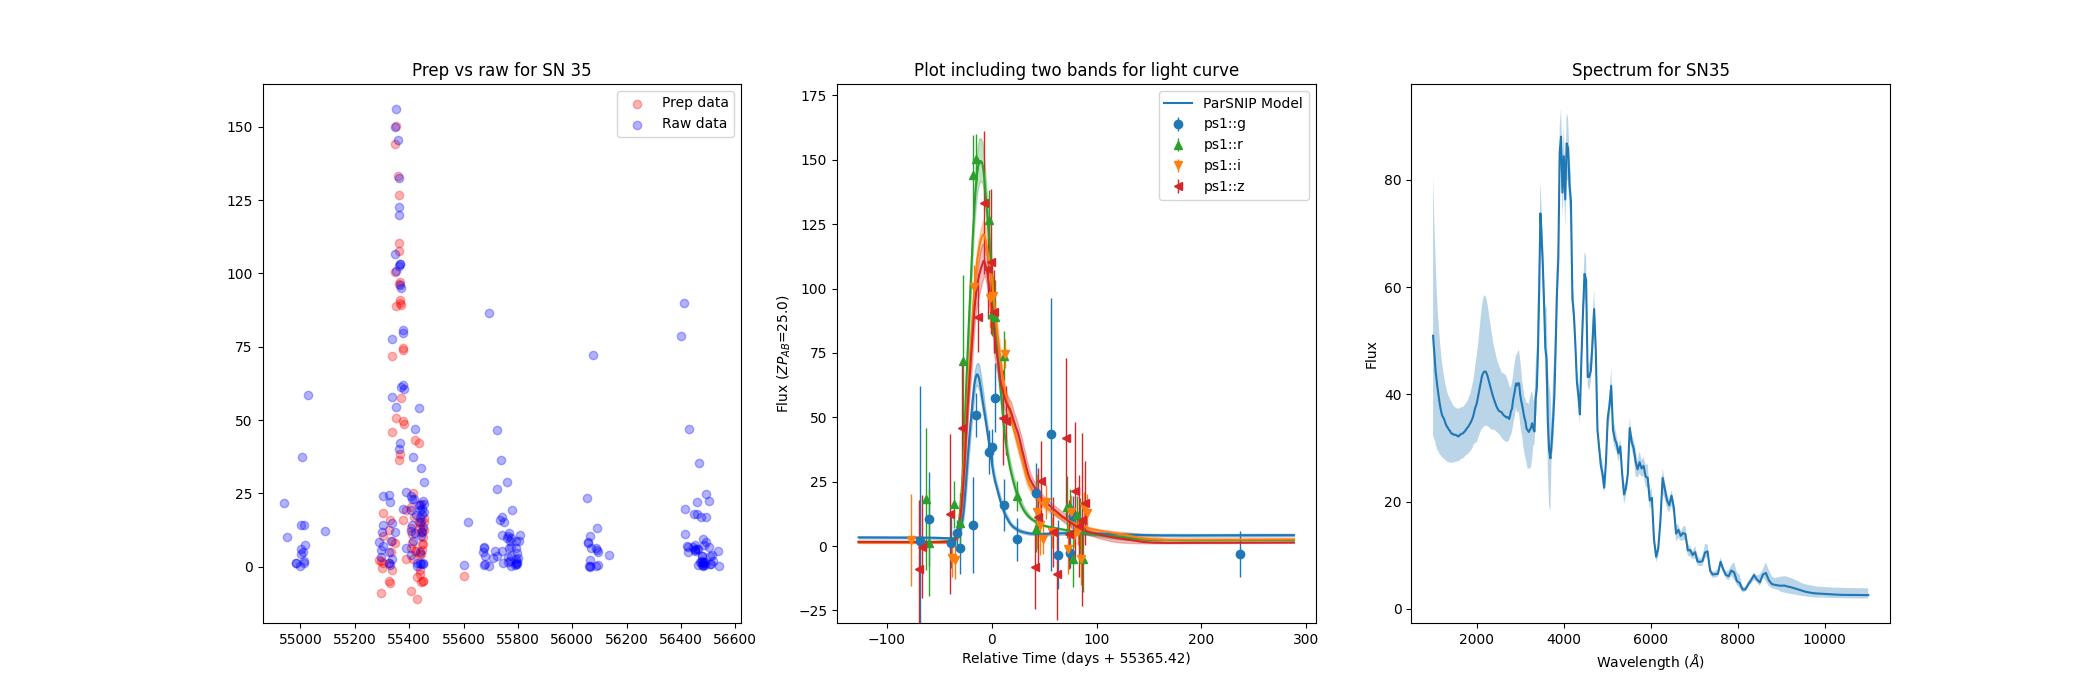 Prep vs raw for SN 35
Prep data
Raw data
150
125
100
75
50
25
0
55000 55200 55400 55600 55800 56000 56200 56400 56600
Plot including two bands for light curve
ParSNIP Model
ps1::g
ps1::r
ps1::i
ps1::z
Flux (ZP_AB=25.0)
175
150
125
100
75
50
25
0
−25
−100 0 100 200 300
Relative Time (days + 55365.42)
Spectrum for SN35
Flux
80
60
40
20
0
2000 4000 6000 8000 10000
Wavelength (Å)